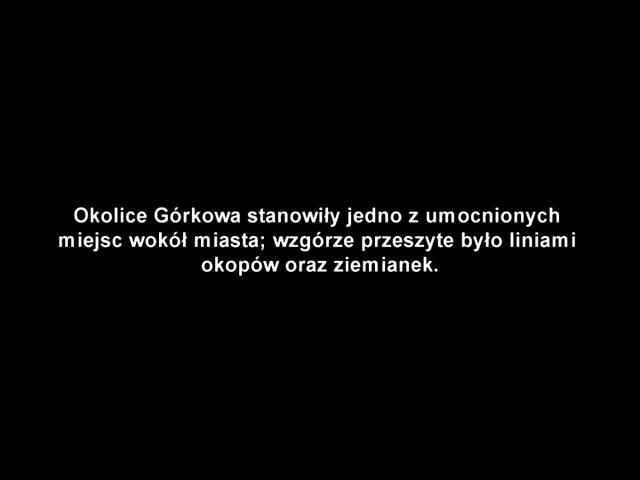 Okolice Górkowa stanowiły jedno z umocnionych
miejsc wokół miasta; wzgórze przeszyte było liniami
okopów oraz ziemianek.